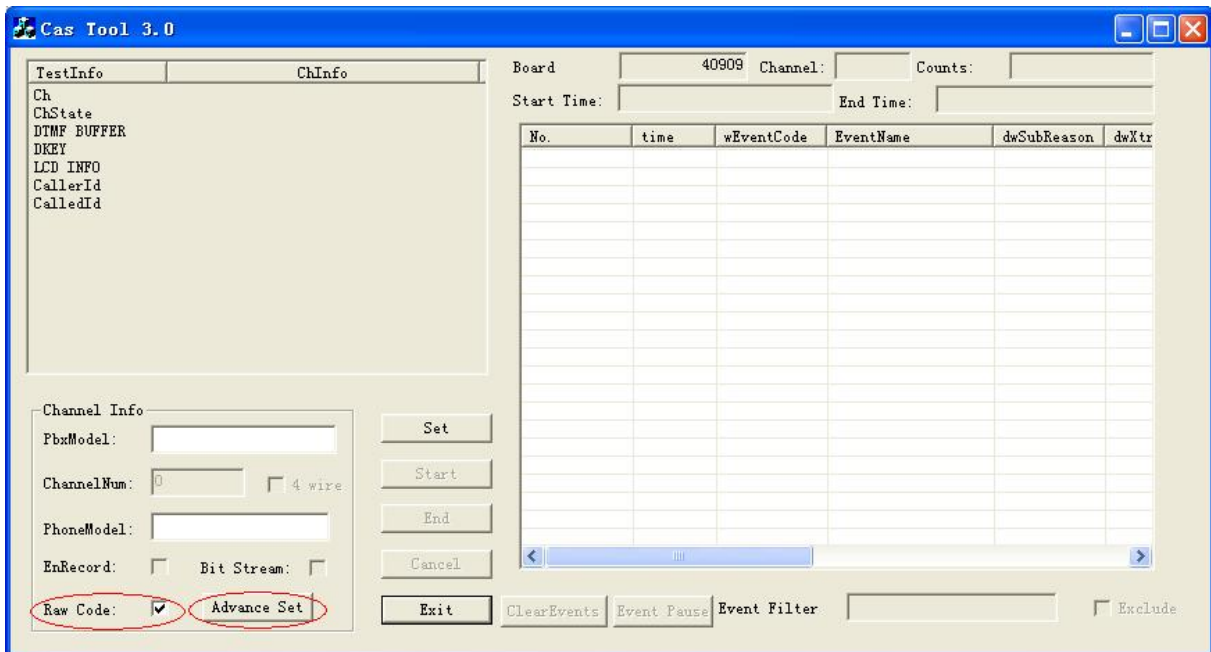 Cas Tool 3.0
TestInfo ChInfo
Ch
ChState
DTMF BUFFER
DKEY
LCD INFO
CallerId
CalledId
Board 40909 Channel: Counts:
Start Time: End Time:
No. time wEventCode EventName dwSubReason dwXtr
Channel Info
PbxModel:
ChannelNum: 0 4 wire
PhoneModel:
EnRecord: Bit Stream:
Raw Code: Advance Set
Set
Start
End
Cancel
Exit
ClearEvents Event Pause Event Filter Exclude